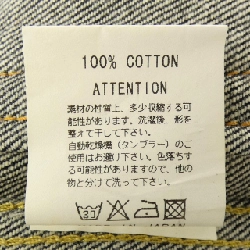 100% COTTON
ATTENTION
素材の性質上、多少収縮する可
能性があります。洗濯後 形を
整えて干して下さい。
自動乾燥機（タンブラー）のご
使用はお避け下さい。色落ちす
る可能性がありますので、他の
物と分けて洗って下さい。